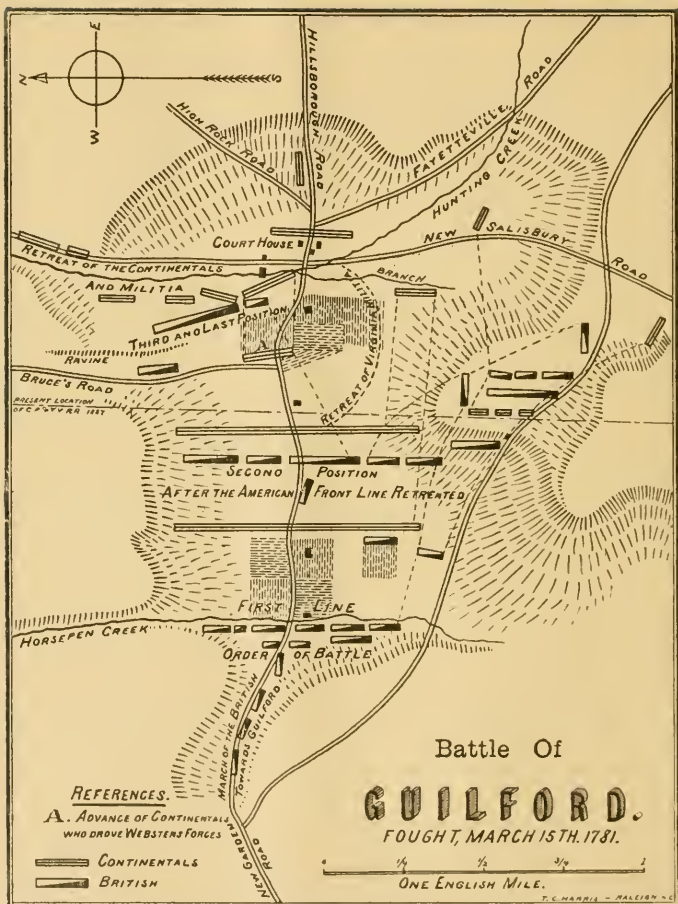 E
N
S
W
HILLSBOROUGH ROAD
HIGH ROCK ROAD
FAYETTEVILLE ROAD
HUNTING CREEK
COURT HOUSE
NEW SALISBURY ROAD
RETREAT OF THE CONTINENTALS
AND MILITIA
BRANCH
THIRD AND LAST POSITION
A
RAVINE
RETREAT OF VIRGINIA MILITIA
BRUCE'S ROAD
PRESENT LOCATION
OF C F & Y V R R 1887
SECOND POSITION
AFTER THE AMERICAN FRONT LINE RETREATED
FIRST LINE
HORSEPEN CREEK
ORDER OF BATTLE
MARCH OF THE BRITISH
TOWARDS GUILFORD
NEW GARDEN ROAD
Battle Of
GUILFORD.
FOUGHT, MARCH 15TH. 1781.
REFERENCES.
A. ADVANCE OF CONTINENTALS
WHO DROVE WEBSTERS FORCES
CONTINENTALS
BRITISH
0 1/4 1/2 3/4 1
ONE ENGLISH MILE.
T. C. HARRIS - RALEIGH N C